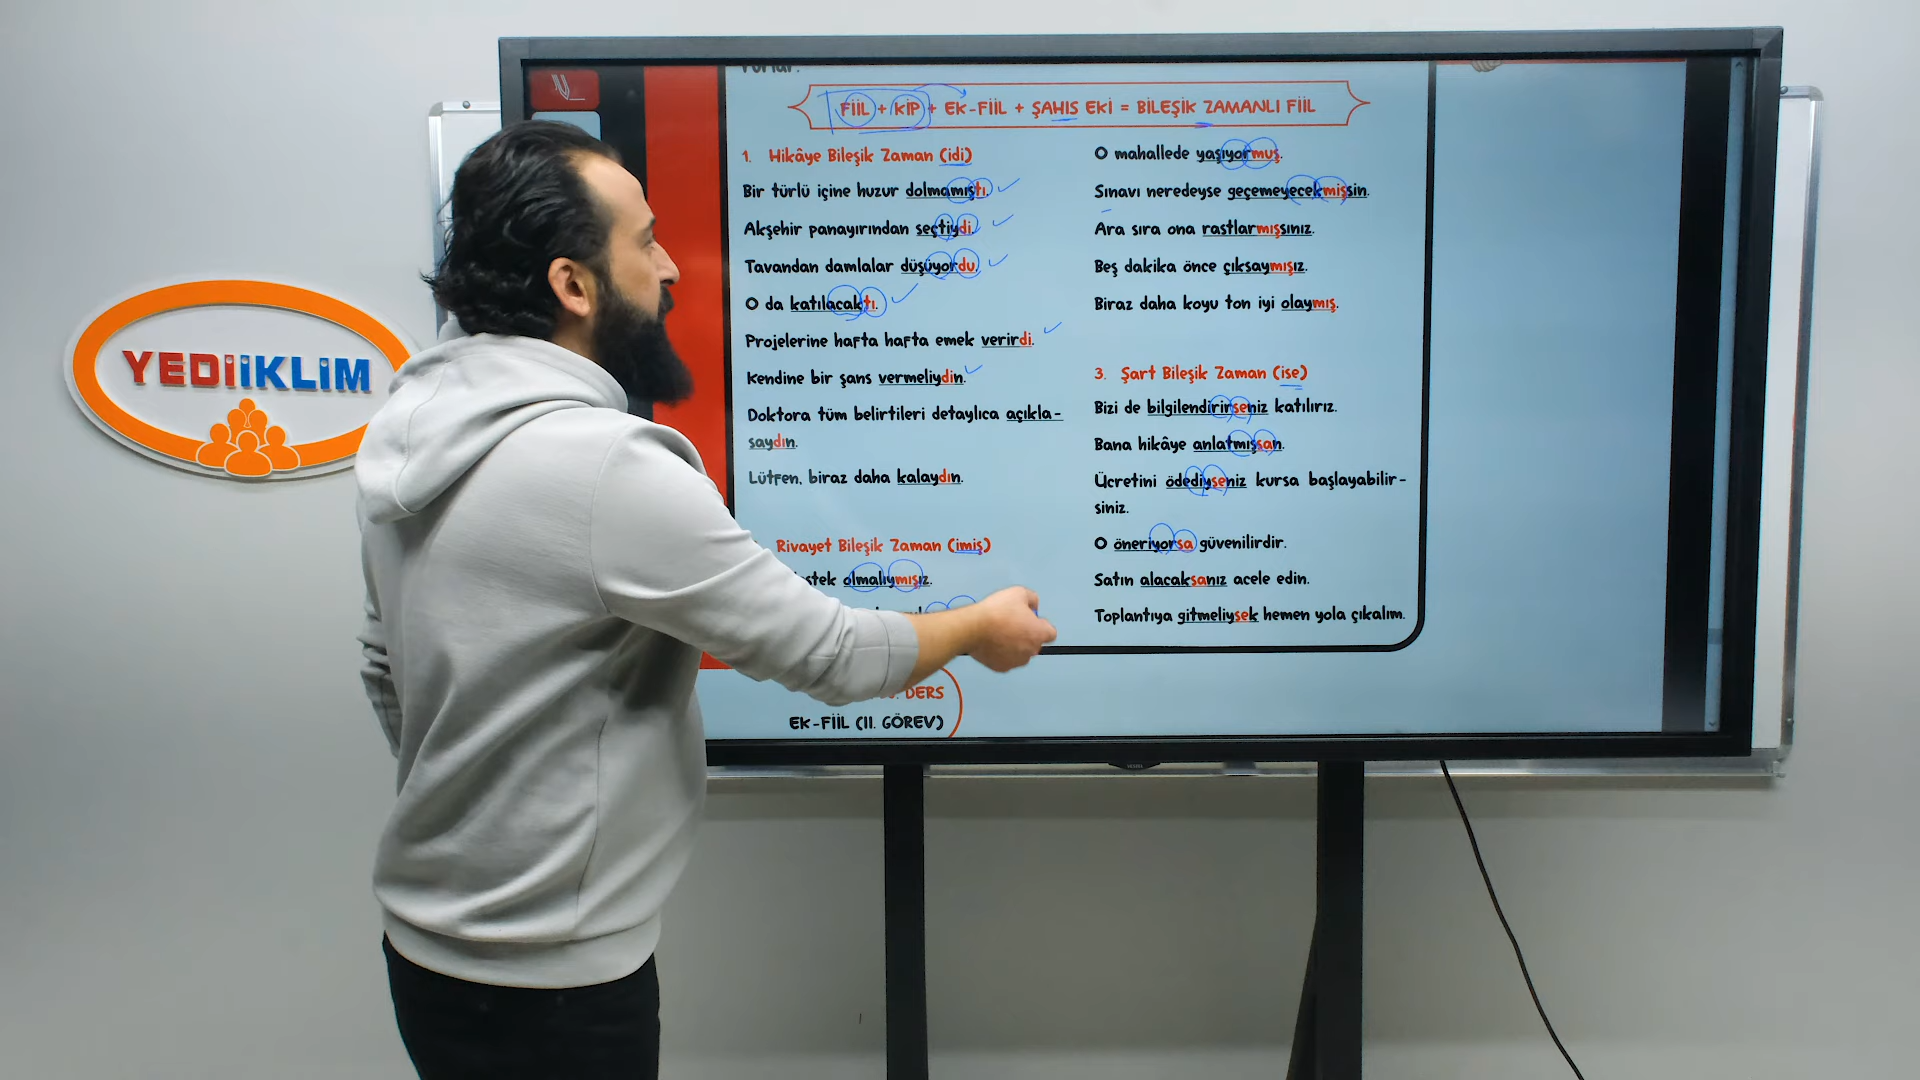 YEDİİKLİM
FİİL + KİP + EK-FİİL + ŞAHIS EKİ = BİLEŞİK ZAMANLI FİİL
1. Hikâye Bileşik Zaman (idi)
Bir türlü içine huzur dolmamıştı.
Akşehir panayırından seçtiydi.
Tavandan damlalar düşüyordu.
O da katılacaktı.
Projelerine hafta hafta emek verirdi.
Kendine bir şans vermeliydin.
Doktora tüm belirtileri detaylıca açıkla-
saydın.
Lütfen, biraz daha kalaydın.
Rivayet Bileşik Zaman (imiş)
olmalıymışız.
O mahallede yaşıyormuş.
Sınavı neredeyse geçemeyecekmişsin.
Ara sıra ona rastlarmışsınız.
Beş dakika önce çıksaymışız.
Biraz daha koyu ton iyi olaymış.
3. Şart Bileşik Zaman (ise)
Bizi de bilgilendirirseniz katılırız.
Bana hikâye anlatmışsan.
Ücretini ödediyseniz kursa başlayabilir-
siniz.
O öneriyorsa güvenilirdir.
Satın alacaksanız acele edin.
Toplantıya gitmeliysek hemen yola çıkalım.
DERS
EK-FİİL (II. GÖREV)